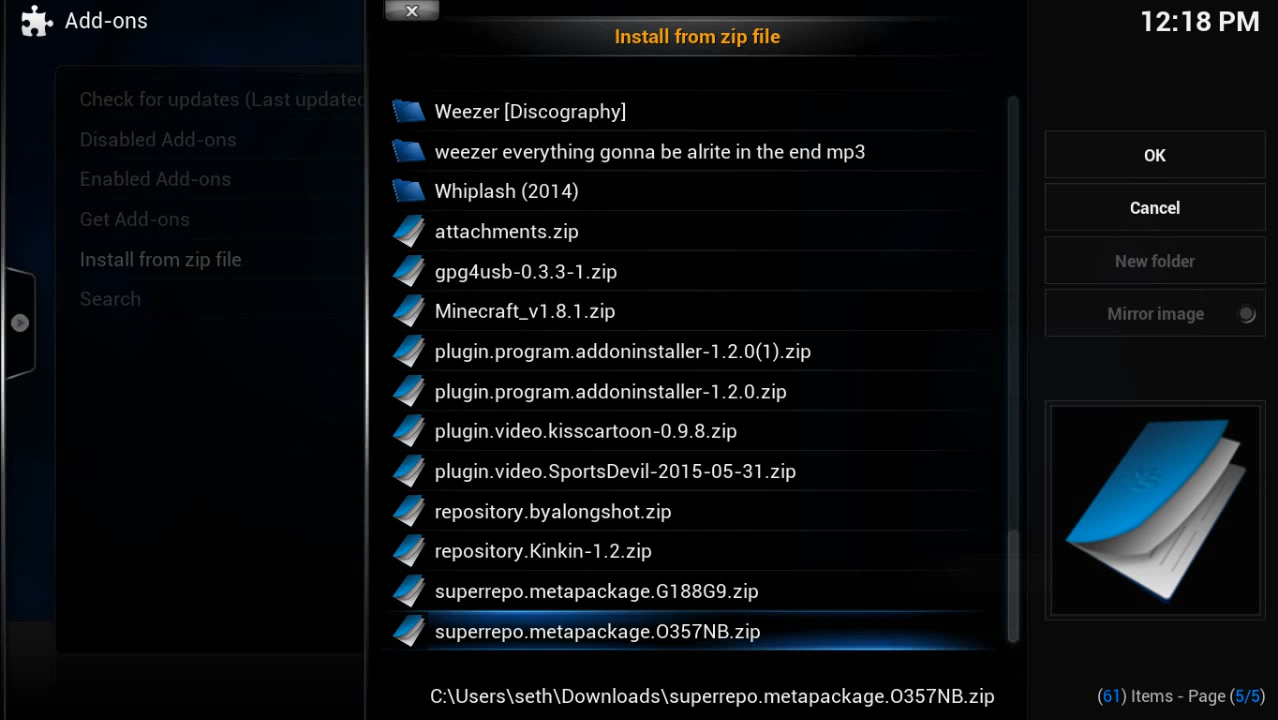 Add-ons
Install from zip file
12:18 PM
Check for updates (Last updated
Disabled Add-ons
Enabled Add-ons
Get Add-ons
Install from zip file
Search
Weezer [Discography]
weezer everything gonna be alrite in the end mp3
Whiplash (2014)
attachments.zip
gpg4usb-0.3.3-1.zip
Minecraft_v1.8.1.zip
plugin.program.addoninstaller-1.2.0(1).zip
plugin.program.addoninstaller-1.2.0.zip
plugin.video.kisscartoon-0.9.8.zip
plugin.video.SportsDevil-2015-05-31.zip
repository.byalongshot.zip
repository.Kinkin-1.2.zip
superrepo.metapackage.G188G9.zip
superrepo.metapackage.O357NB.zip
OK
Cancel
New folder
Mirror image
C:\Users\seth\Downloads\superrepo.metapackage.O357NB.zip
(61) Items - Page (5/5)